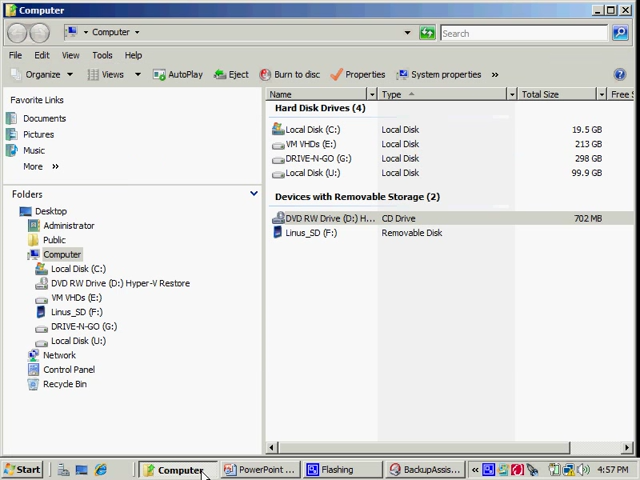 Computer
Computer
Search
File Edit View Tools Help
Organize Views AutoPlay Eject Burn to disc Properties System properties »
Favorite Links
Documents
Pictures
Music
More »
Folders
Desktop
Administrator
Public
Computer
Local Disk (C:)
DVD RW Drive (D:) Hyper-V Restore
VM VHDs (E:)
Linus_SD (F:)
DRIVE-N-GO (G:)
Local Disk (U:)
Network
Control Panel
Recycle Bin
Name Type Total Size Free S
Hard Disk Drives (4)
Local Disk (C:) Local Disk 19.5 GB
VM VHDs (E:) Local Disk 213 GB
DRIVE-N-GO (G:) Local Disk 298 GB
Local Disk (U:) Local Disk 99.9 GB
Devices with Removable Storage (2)
DVD RW Drive (D:) H... CD Drive 702 MB
Linus_SD (F:) Removable Disk
Start Computer PowerPoint ... Flashing BackupAssis... « 4:57 PM